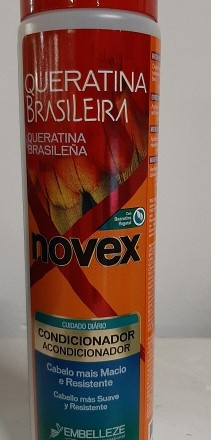 QUERATINA
BRASILEIRA
QUERATINA
BRASILEÑA
novex
CUIDADO DIÁRIO
CONDICIONADOR
ACONDICIONADOR
Cabelo mais Macio
e Resistente
Cabello más Suave
y Resistente
EMBELLEZE